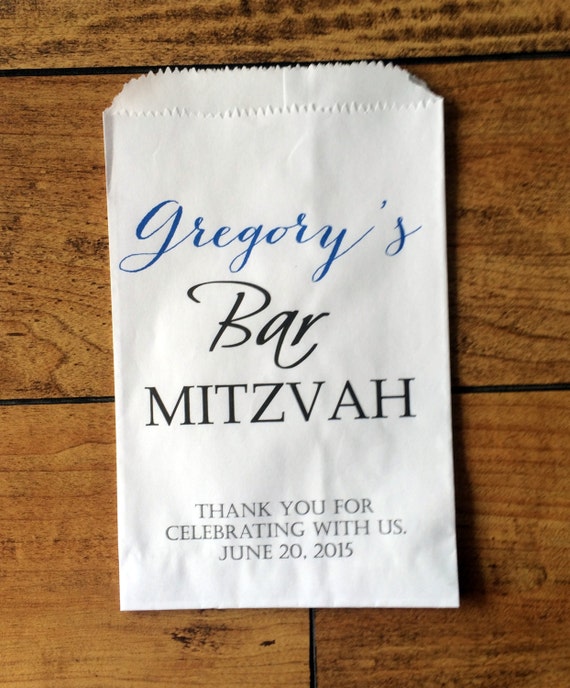 Gregory's
Bar
MITZVAH
THANK YOU FOR
CELEBRATING WITH US.
JUNE 20, 2015